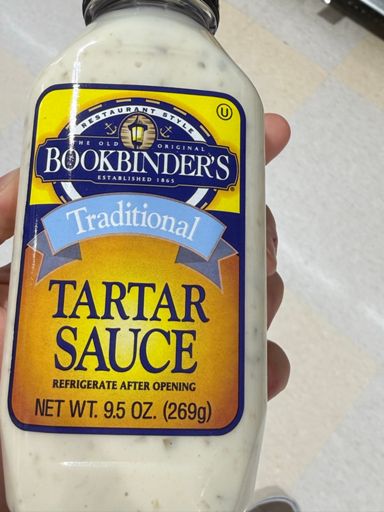 RESTAURANT STYLE
U
THE OLD ORIGINAL
BOOKBINDER'S
ESTABLISHED 1865
Traditional
TARTAR
SAUCE
REFRIGERATE AFTER OPENING
NET WT. 9.5 OZ. (269g)